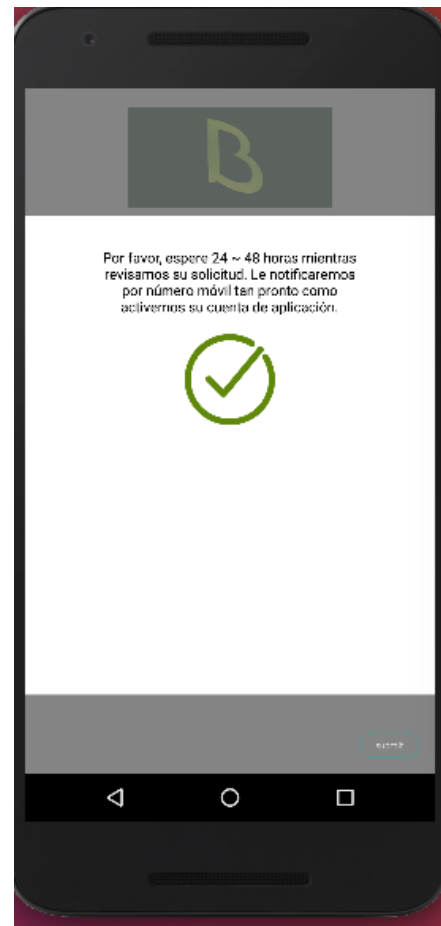 B
Por favor, espere 24 ~ 48 horas mientras
revisamos su solicitud. Le notificaremos
por número móvil tan pronto como
activemos su cuenta de aplicación.
submit